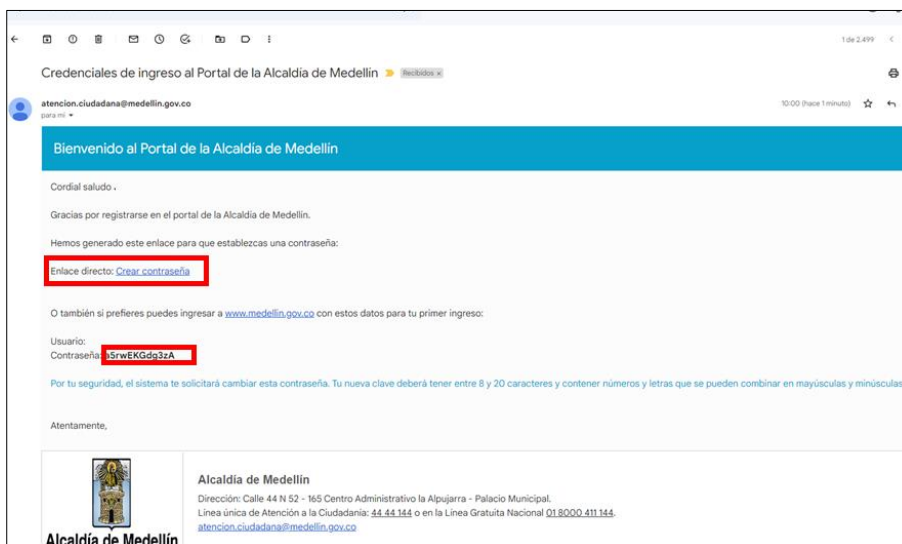 1 de 2.499
Credenciales de ingreso al Portal de la Alcaldía de Medellín Recibidos x
atencion.ciudadana@medellin.gov.co
10:00 (hace 1 minuto)
para mí
Bienvenido al Portal de la Alcaldía de Medellín
Cordial saludo .
Gracias por registrarse en el portal de la Alcaldía de Medellín.
Hemos generado este enlace para que establezcas una contraseña:
Enlace directo: Crear contraseña
O también si prefieres puedes ingresar a www.medellin.gov.co con estos datos para tu primer ingreso:
Usuario:
Contraseña: a5rwEKGdg3zA
Por tu seguridad, el sistema te solicitará cambiar esta contraseña. Tu nueva clave deberá tener entre 8 y 20 caracteres y contener números y letras que se pueden combinar en mayúsculas y minúsculas
Atentamente,
Alcaldía de Medellín
Dirección: Calle 44 N 52 - 165 Centro Administrativo la Alpujarra - Palacio Municipal.
Línea única de Atención a la Ciudadanía: 44 44 144 o en la Línea Gratuita Nacional 01 8000 411 144.
atencion.ciudadana@medellin.gov.co
Alcaldía de Medellín